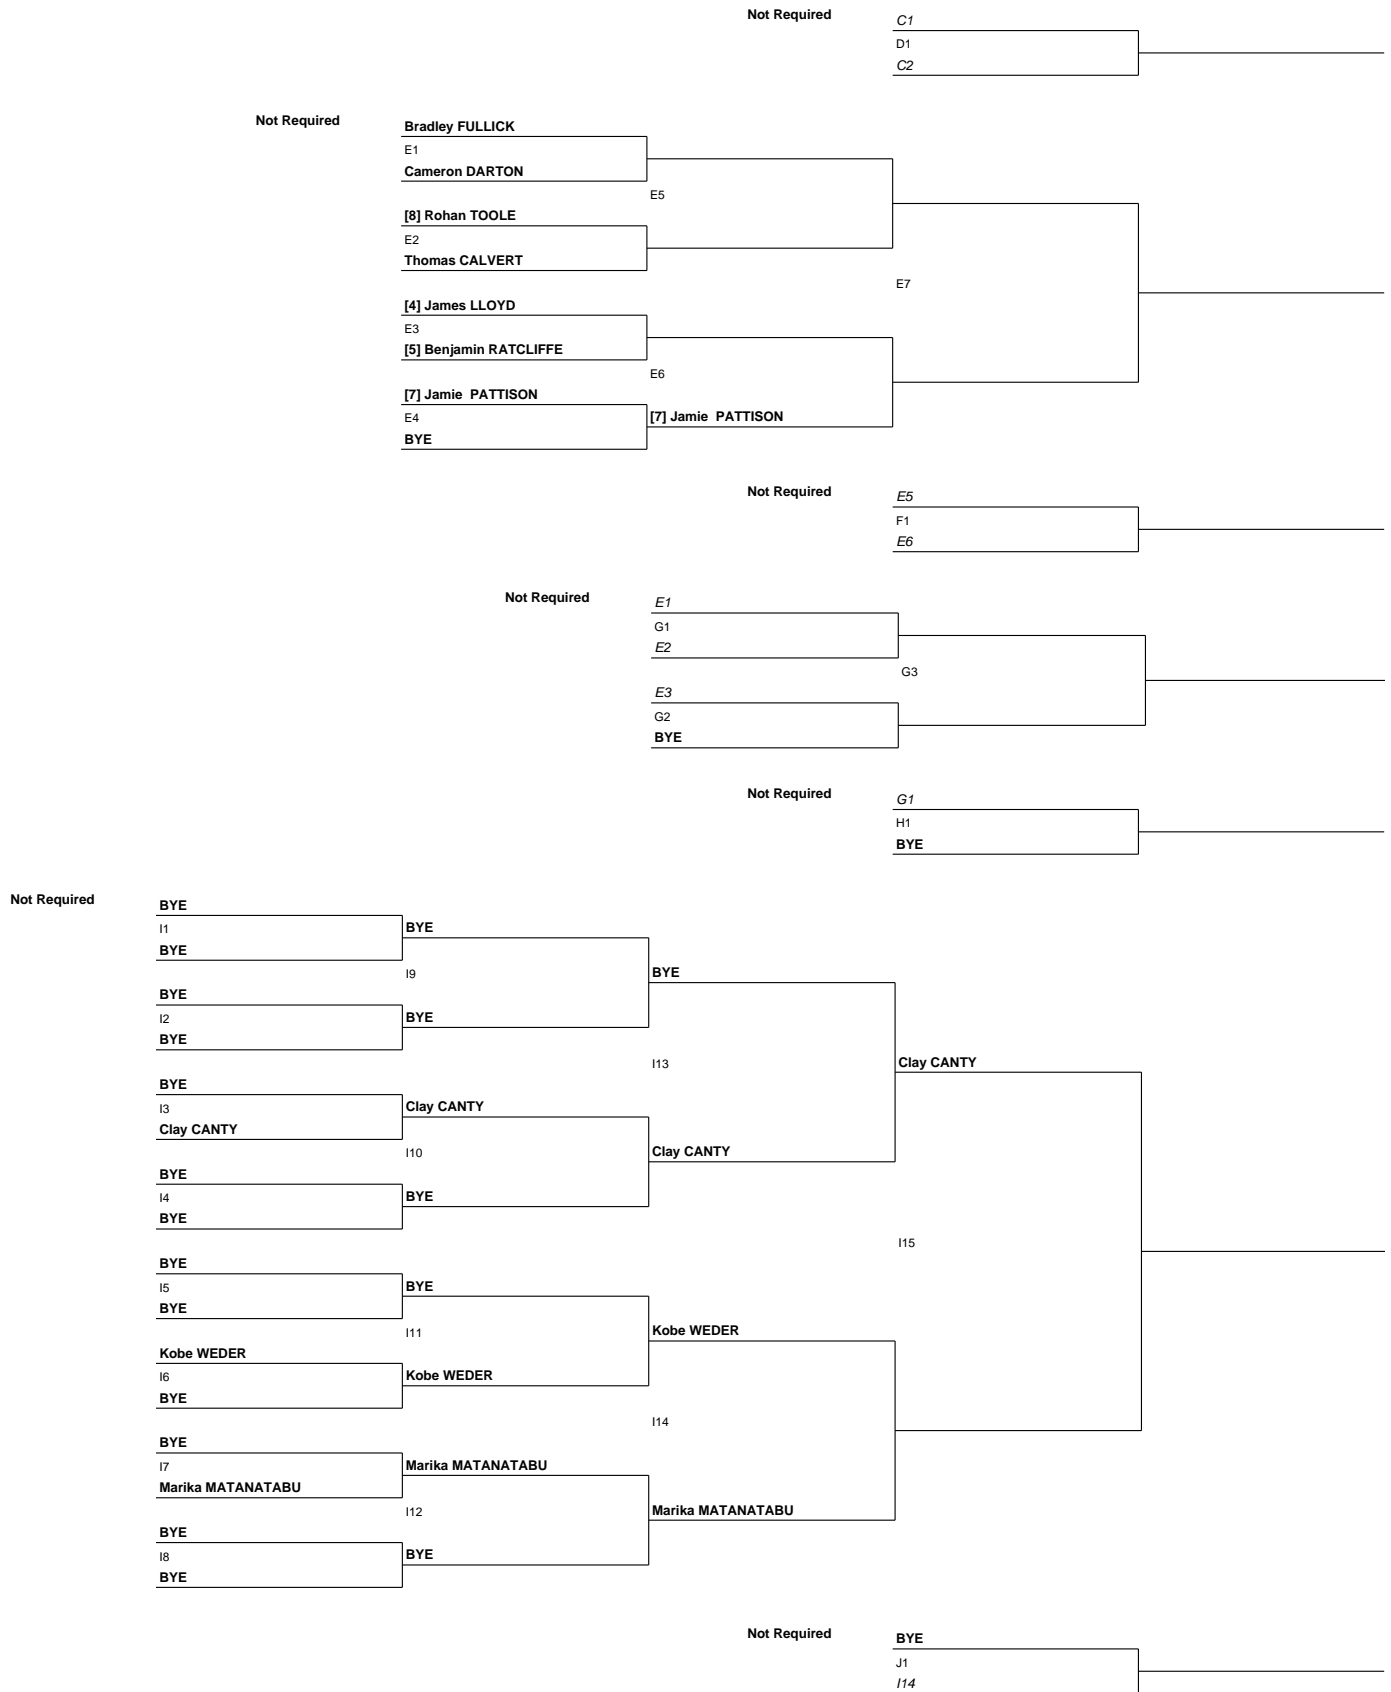 Not Required
C1
D1
C2
Not Required
Bradley FULLICK
E1
Cameron DARTON
E5
[8] Rohan TOOLE
E2
Thomas CALVERT
E7
[4] James LLOYD
E3
[5] Benjamin RATCLIFFE
E6
[7] Jamie  PATTISON
E4
[7] Jamie  PATTISON
BYE
Not Required
E5
F1
E6
Not Required
E1
G1
E2
G3
E3
G2
BYE
Not Required
G1
H1
BYE
Not Required
BYE
I1
BYE
BYE
I9
BYE
BYE
I2
BYE
BYE
I13
Clay CANTY
BYE
I3
Clay CANTY
Clay CANTY
I10
Clay CANTY
BYE
I4
BYE
BYE
I15
BYE
I5
BYE
BYE
I11
Kobe WEDER
Kobe WEDER
I6
Kobe WEDER
BYE
I14
BYE
I7
Marika MATANATABU
Marika MATANATABU
I12
Marika MATANATABU
BYE
I8
BYE
BYE
Not Required
BYE
J1
I14